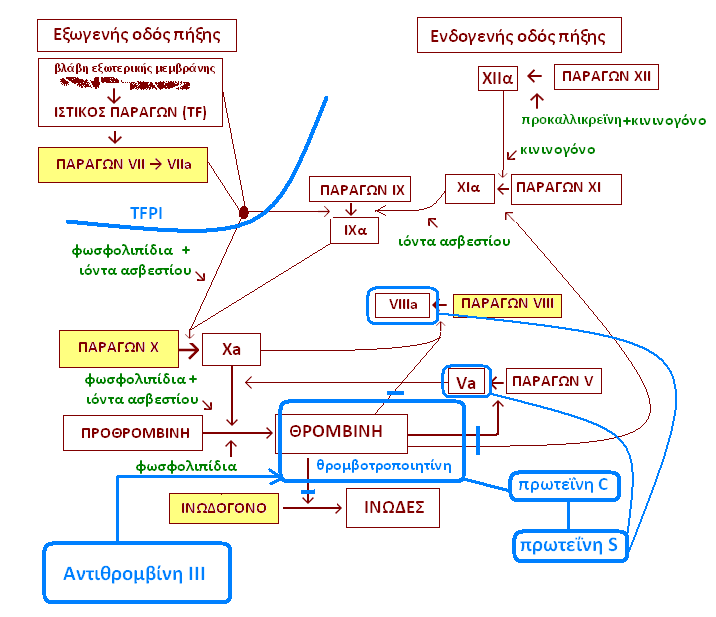 Εξωγενής οδός πήξης
Ενδογενής οδός πήξης
βλάβη εξωτερικής μεμβράνης
ΙΣΤΙΚΟΣ ΠΑΡΑΓΩΝ (TF)
ΠΑΡΑΓΩΝ VII → VIIa
XIIα
ΠΑΡΑΓΩΝ XII
προκαλλικρεϊνη+κινινογόνο
κινινογόνο
ΠΑΡΑΓΩΝ IX
XIα
ΠΑΡΑΓΩΝ XI
TFPI
IXα
ιόντα ασβεστίου
φωσφολιπίδια +
ιόντα ασβεστίου
VIIIa
ΠΑΡΑΓΩΝ VIII
ΠΑΡΑΓΩΝ X
Xa
Va
ΠΑΡΑΓΩΝ V
φωσφολιπίδια +
ιόντα ασβεστίου
ΠΡΟΘΡΟΜΒΙΝΗ
ΘΡΟΜΒΙΝΗ
φωσφολιπίδια
θρομβοτροποιητίνη
πρωτεΐνη C
ΙΝΩΔΟΓΟΝΟ
ΙΝΩΔΕΣ
πρωτεΐνη S
Αντιθρομβίνη III